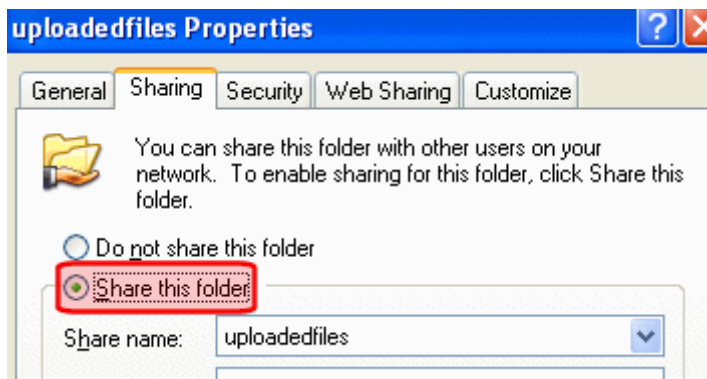 uploadedfiles Properties
General Sharing Security Web Sharing Customize
You can share this folder with other users on your
network. To enable sharing for this folder, click Share this
folder.
Do not share this folder
Share this folder
Share name: uploadedfiles